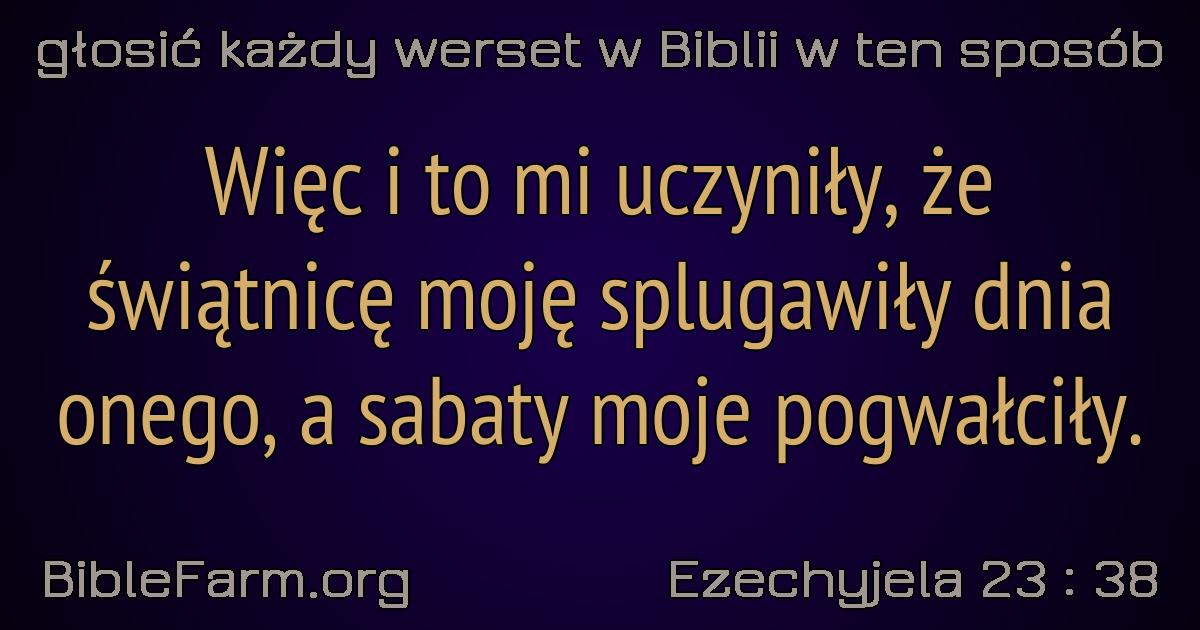 głosić każdy werset w Biblii w ten sposób
Więc i to mi uczyniły, że
świątnicę moję splugawiły dnia
onego, a sabaty moje pogwałciły.
BibleFarm.org
Ezechyjela 23 : 38